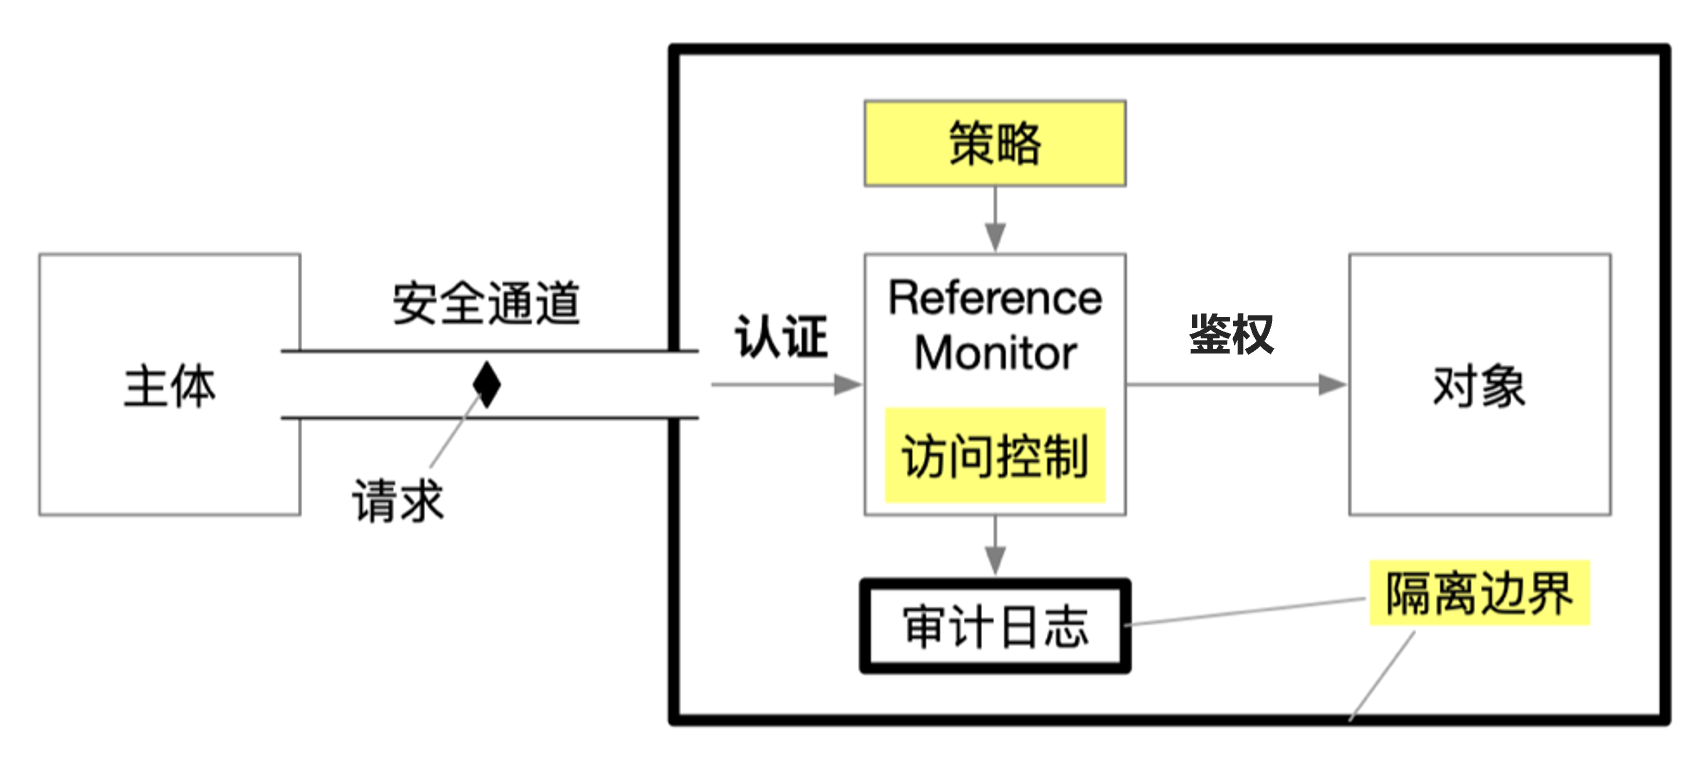 策略
安全通道
主体
请求
认证
Reference
Monitor
访问控制
鉴权
对象
审计日志
隔离边界